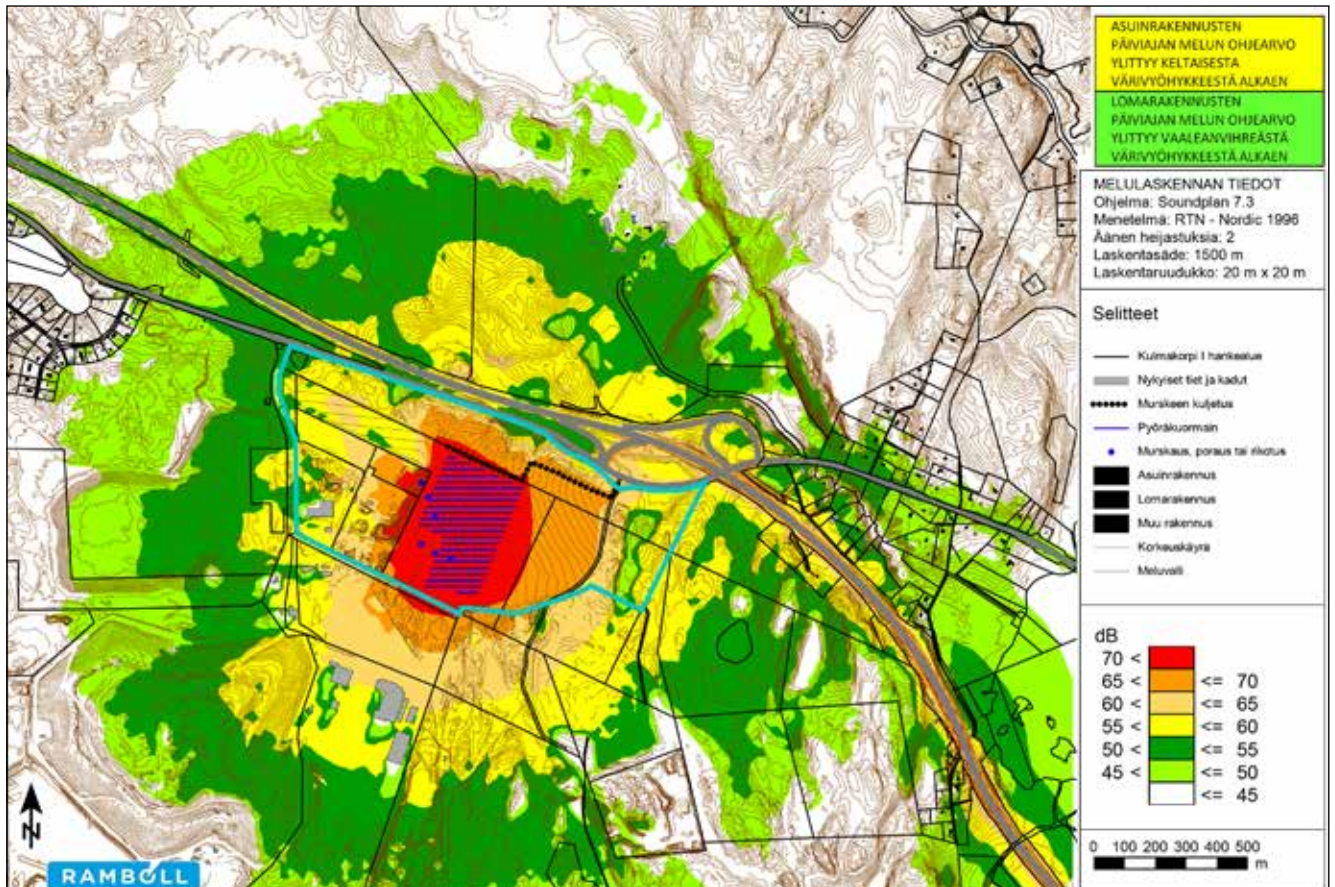 ASUINRAKENNUSTEN
PÄIVIAJAN MELUN OHJEARVO
YLITTYY KELTAISESTA
VÄRIVYÖHYKKEESTÄ ALKAEN
LOMARAKENNUSTEN
PÄIVIAJAN MELUN OHJEARVO
YLITTYY VAALEANVIHREÄSTÄ
VÄRIVYÖHYKKEESTÄ ALKAEN
MELULASKENNAN TIEDOT
Ohjelma: Soundplan 7.3
Menetelma: RTN - Nordic 1996
Äänen heijastuksia: 2
Laskentasäde: 1500 m
Laskentaruudukko: 20 m x 20 m
Selitteet
Kulmakorpi I hankealue
Nykyiset tiet ja kadut
Murskeen kuljetus
Pyöräkuormain
Murskaus, poraus tai rikotus
Asuinrakennus
Lomarakennus
Muu rakennus
Korkeuskäyrä
Meluvalli
dB
70 <
65 < <= 70
60 < <= 65
55 < <= 60
50 < <= 55
45 < <= 50
<= 45
0 100 200 300 400 500
m
N
RAMBOLL